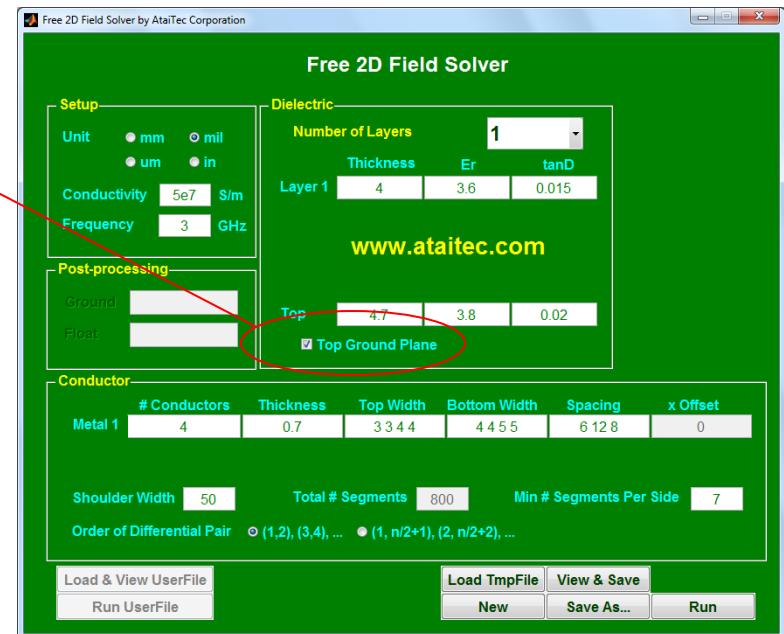 Free 2D Field Solver by AtaiTec Corporation
Free 2D Field Solver
Setup
Unit mm mil
um in
Conductivity 5e7 S/m
Frequency 3 GHz
Dielectric
Number of Layers 1
Thickness Er tanD
Layer 1 4 3.6 0.015
www.ataitec.com
Top 4.7 3.8 0.02
Top Ground Plane
Post-processing
Ground
Float
Conductor
# Conductors Thickness Top Width Bottom Width Spacing x Offset
Metal 1 4 0.7 3 3 4 4 4 4 5 5 6 12 8 0
Shoulder Width 50 Total # Segments 800 Min # Segments Per Side 7
Order of Differential Pair (1,2), (3,4), ... (1, n/2+1), (2, n/2+2), ...
Load & View UserFile Load TmpFile View & Save
Run UserFile New Save As... Run